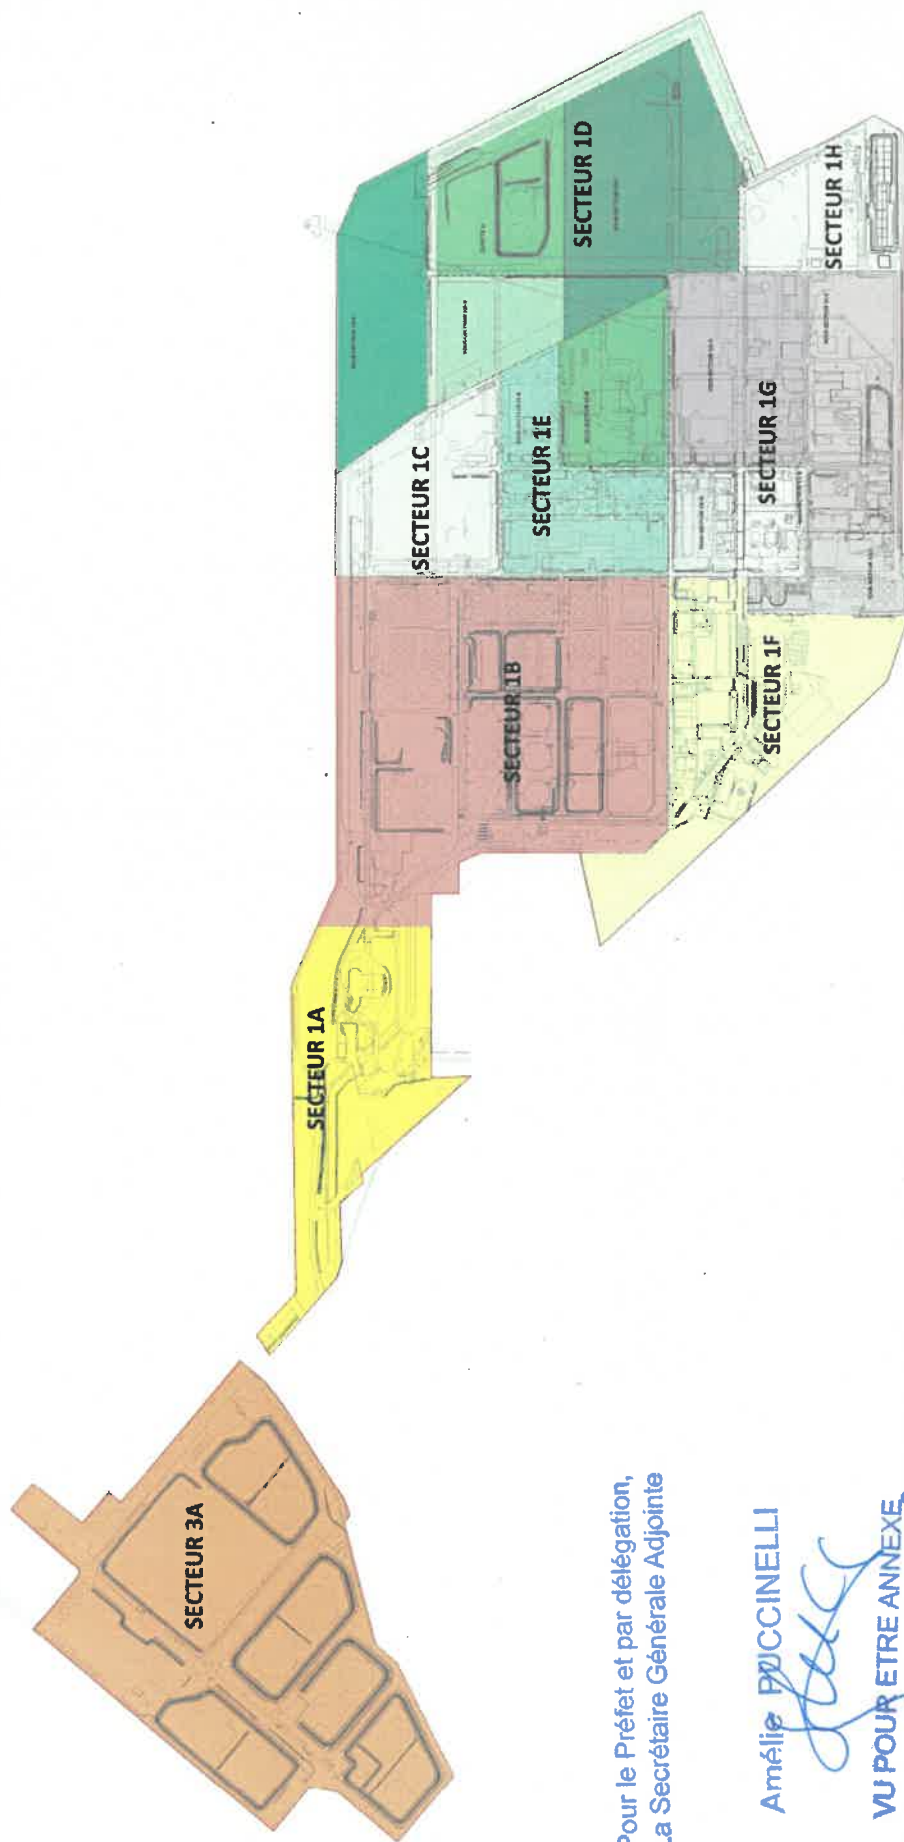 SECTEUR 3A
SECTEUR 1A
SECTEUR 1B
SECTEUR 1C
SECTEUR 1E
SECTEUR 1D
SECTEUR 1F
SECTEUR 1G
SECTEUR 1H
Pour le Préfet et par délégation,
La Secrétaire Générale Adjointe
Amélie PUCCINELLI
VU POUR ETRE ANNEXE